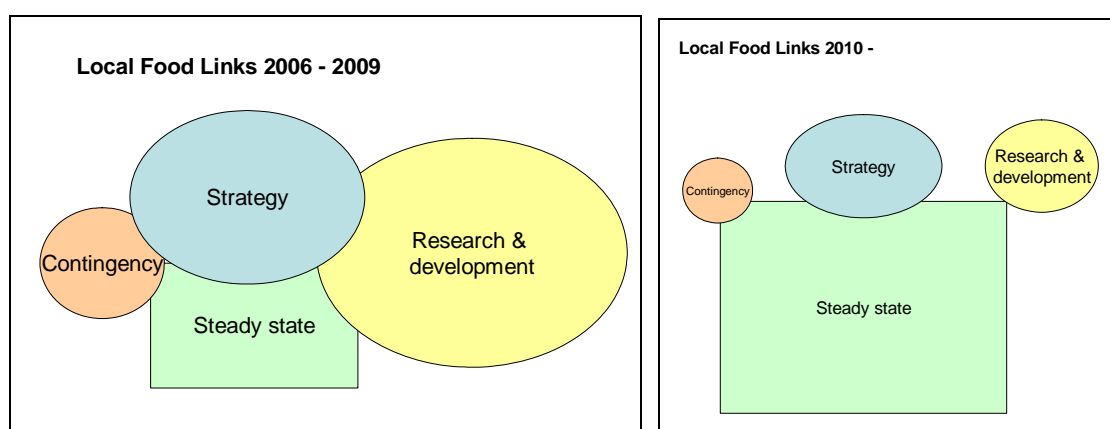 Local Food Links 2006 - 2009
Strategy
Contingency
Research &
development
Steady state
Local Food Links 2010 -
Strategy
Research &
development
Contingency
Steady state